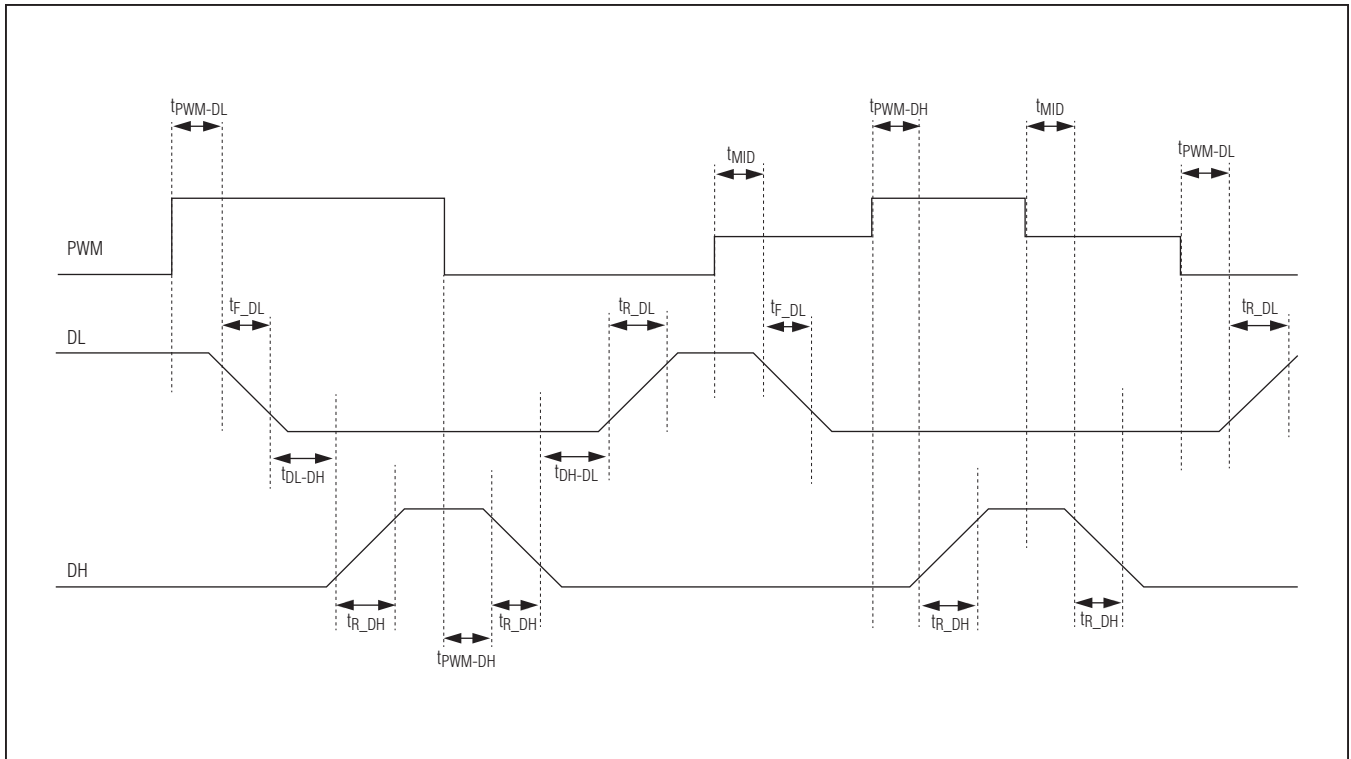 tPWM-DL
tPWM-DH
tMID
tMID
tPWM-DL
PWM
tF_DL
tR_DL
tF_DL
tR_DL
DL
tDL-DH
tDH-DL
DH
tR_DH
tR_DH
tR_DH
tR_DH
tPWM-DH